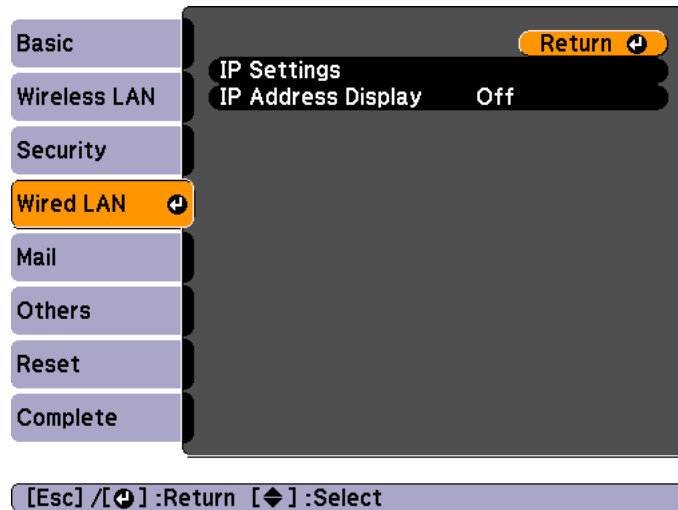 Basic
Return
IP Settings
Wireless LAN
IP Address Display Off
Security
Wired LAN
Mail
Others
Reset
Complete
[Esc] /[⏎] :Return [◆] :Select